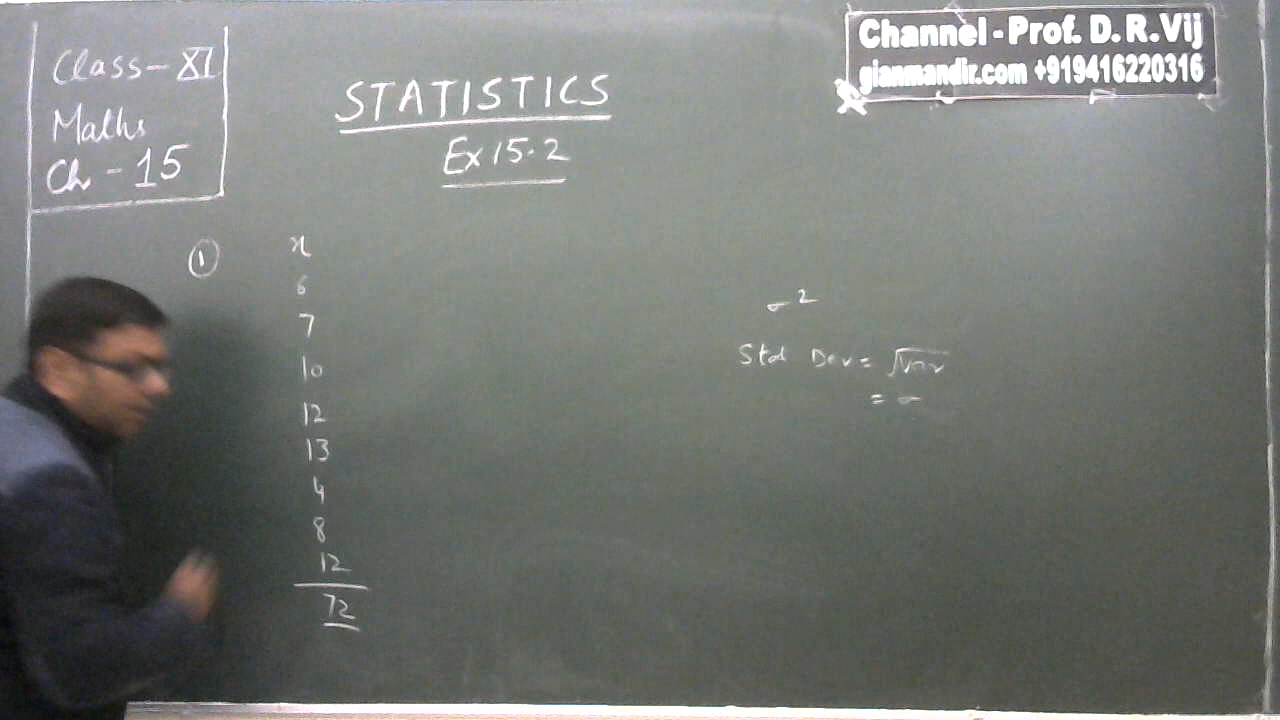 Class-XI
Maths
Ch-15
STATISTICS
Ex 15.2
Channel - Prof. D. R. Vij
gianmandir.com +919416220316
①
x
6
7
10
12
13
4
8
12
72
σ²
Std Dev = √Var
= σ